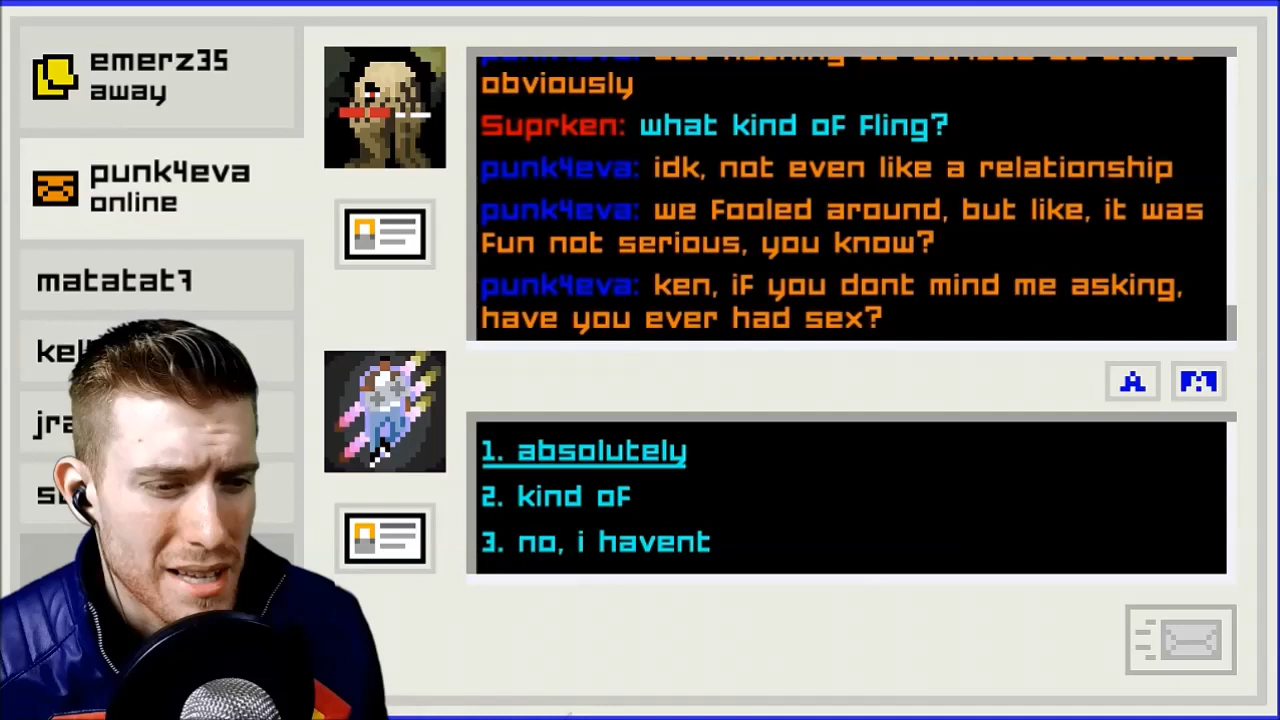 emerz35
away
punk4eva
online
matatat7
obviously
Suprken: what kind of fling?
punk4eva: idk, not even like a relationship
punk4eva: we fooled around, but like, it was
fun not serious, you know?
punk4eva: ken, if you dont mind me asking,
have you ever had sex?
A
1. absolutely
2. kind of
3. no, i havent